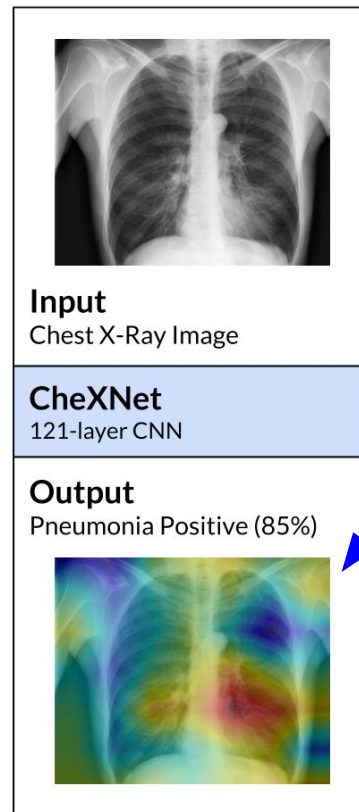 Input
Chest X-Ray Image
CheXNet
121-layer CNN
Output
Pneumonia Positive (85%)